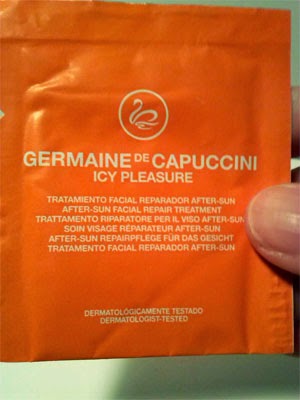 GERMAINE DE CAPUCCINI
ICY PLEASURE
TRATAMIENTO FACIAL REPARADOR AFTER-SUN
AFTER-SUN FACIAL REPAIR TREATMENT
TRATTAMENTO RIPARATORE PER IL VISO AFTER-SUN
SOIN VISAGE RÉPARATEUR AFTER-SUN
AFTER-SUN REPAIRPFLEGE FÜR DAS GESICHT
TRATAMENTO FACIAL REPARADOR AFTER-SUN
DERMATOLÓGICAMENTE TESTADO
DERMATOLOGIST-TESTED